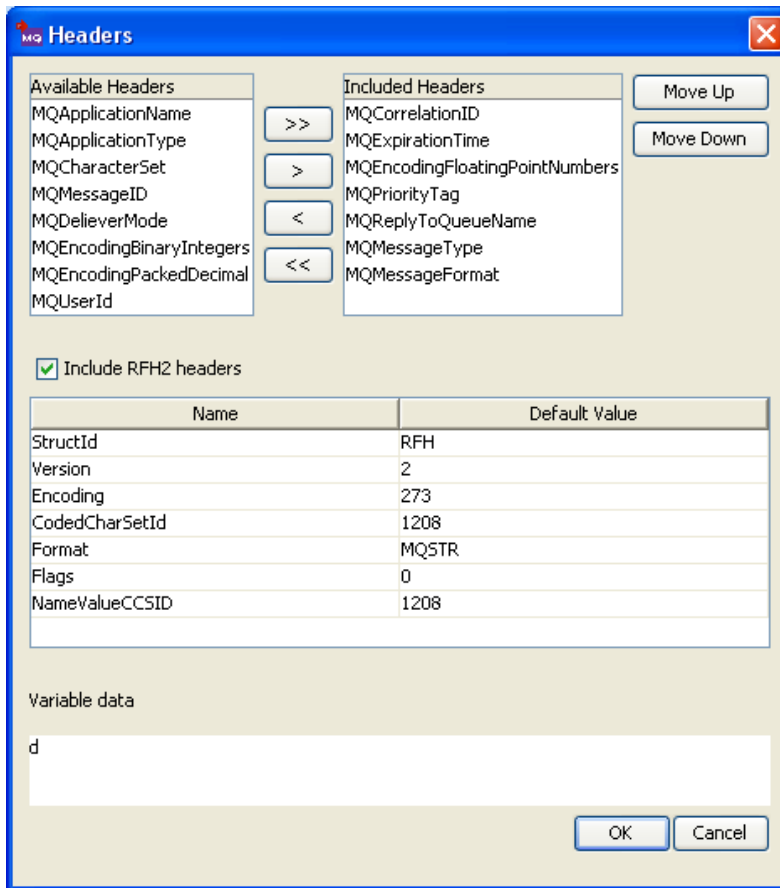 MQ Headers
Available Headers
MQApplicationName
MQApplicationType
MQCharacterSet
MQMessageID
MQDelieverMode
MQEncodingBinaryIntegers
MQEncodingPackedDecimal
MQUserId
>>
>
<
<<
Included Headers
MQCorrelationID
MQExpirationTime
MQEncodingFloatingPointNumbers
MQPriorityTag
MQReplyToQueueName
MQMessageType
MQMessageFormat
Move Up
Move Down
Include RFH2 headers
Name Default Value
StructId RFH
Version 2
Encoding 273
CodedCharSetId 1208
Format MQSTR
Flags 0
NameValueCCSID 1208
Variable data
d
OK Cancel